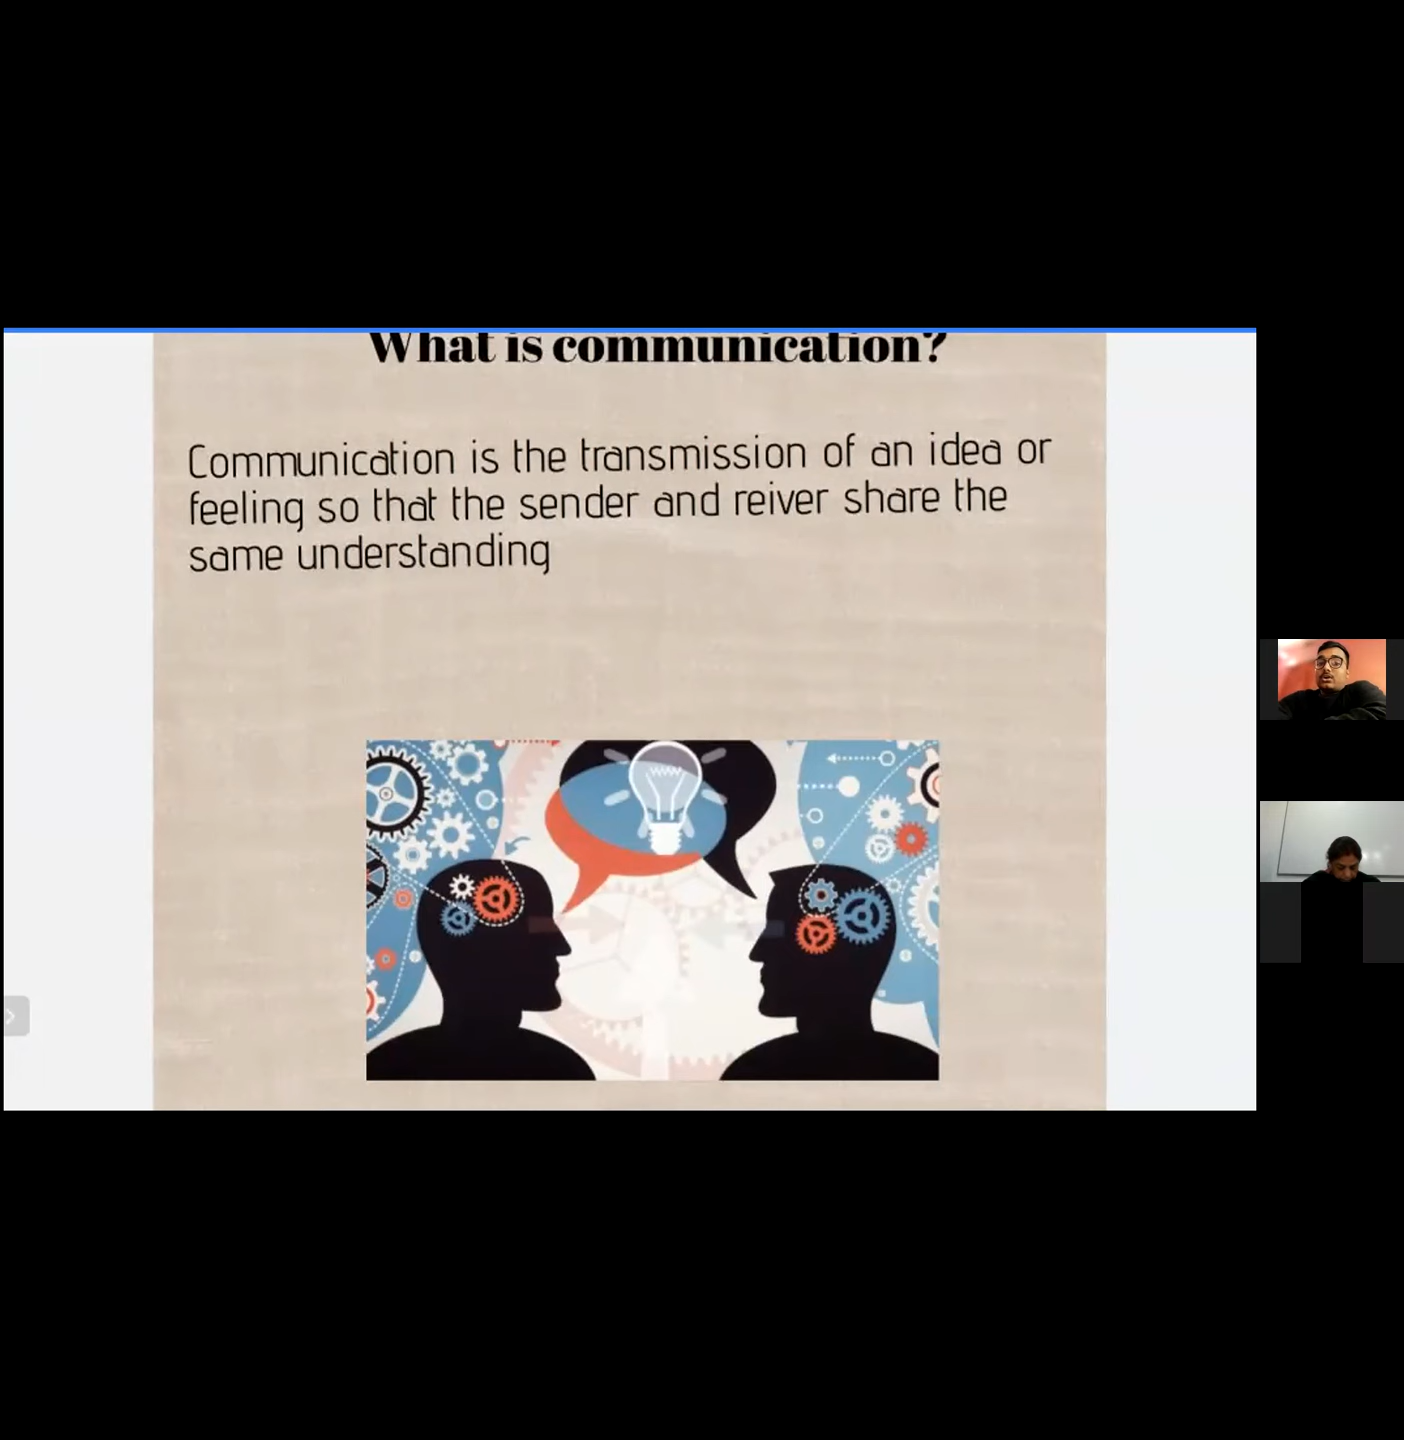 What is communication?
Communication is the transmission of an idea or
feeling so that the sender and reiver share the
same understanding